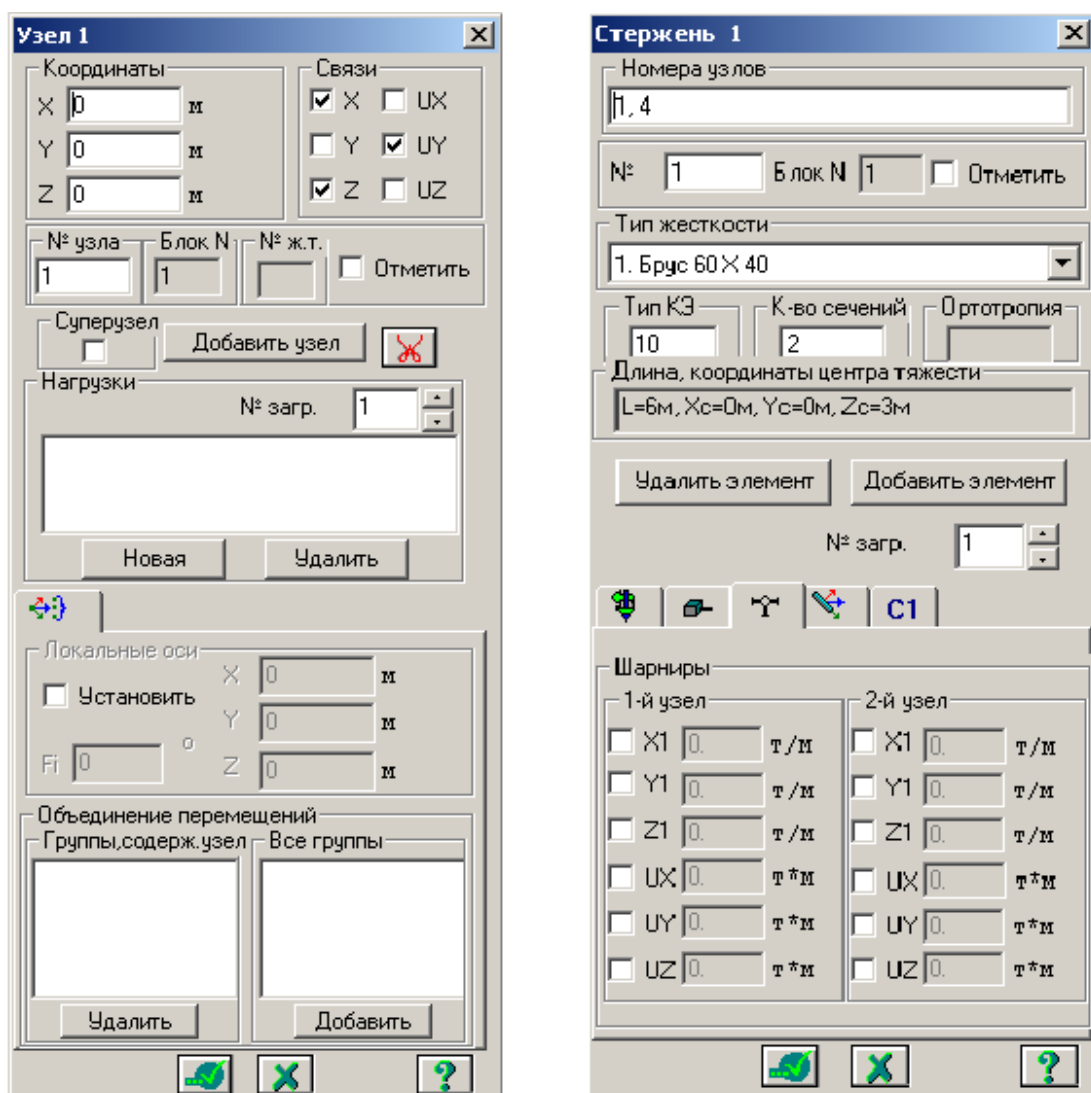 Узел 1
Координаты
X 0 м
Y 0 м
Z 0 м
Связи
X UX
Y UY
Z UZ
№ узла Блок N № ж.т.
1 1 Отметить
Суперузел
Добавить узел
Нагрузки
№ загр. 1
Новая Удалить
Локальные оси
Установить
X 0 м
Y 0 м
Fi 0 ° Z 0 м
Объединение перемещений
Группы,содерж.узел Все группы
Удалить Добавить
?
Стержень 1
Номера узлов
1, 4
№ 1 Блок N 1 Отметить
Тип жесткости
1. Брус 60 X 40
Тип КЭ К-во сечений Ортотропия
10 2
Длина, координаты центра тяжести
L=6м, Xc=0м, Yc=0м, Zc=3м
Удалить элемент Добавить элемент
№ загр. 1
C1
Шарниры
1-й узел 2-й узел
X1 0. т/м X1 0. т/м
Y1 0. т/м Y1 0. т/м
Z1 0. т/м Z1 0. т/м
UX 0. т*м UX 0. т*м
UY 0. т*м UY 0. т*м
UZ 0. т*м UZ 0. т*м
?